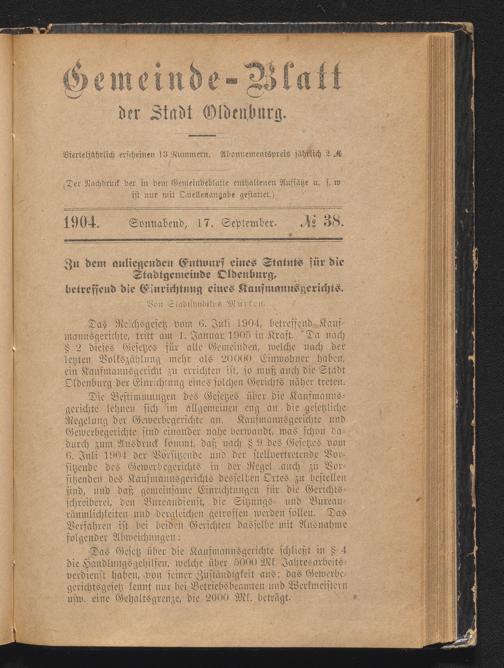 Gemeinde-Blatt
der Stadt Oldenburg.
Vierteljährlich erscheinen 13 Nummern. Abonnementspreis jährlich 2 ℳ
(Der Nachdruck der in dem Gemeindeblatte enthaltenen Aufsätze u. s. w
ist nur mit Quellenangabe gestattet.)
1904. Sonnabend, 17. September. № 38.
Zu dem anliegenden Entwurf eines Statuts für die
Stadtgemeinde Oldenburg,
betreffend die Einrichtung eines Kaufmannsgerichts.
Von Stadtsyndikus Murken.
Das Reichsgesetz vom 6. Juli 1904, betreffend Kauf-
mannsgerichte, tritt am 1. Januar 1905 in Kraft. Da nach
§ 2 dieses Gesetzes für alle Gemeinden, welche nach der
letzten Volkszählung mehr als 20000 Einwohner haben,
ein Kaufmannsgericht zu errichten ist, so muß auch die Stadt
Oldenburg der Einrichtung eines solchen Gerichts näher treten.
Die Bestimmungen des Gesetzes über die Kaufmanns-
gerichte lehnen sich im allgemeinen eng an die gesetzliche
Regelung der Gewerbegerichte an. Kaufmannsgerichte und
Gewerbegerichte sind einander nahe verwandt, was schon da-
durch zum Ausdruck kommt, daß nach § 9 des Gesetzes vom
6. Juli 1904 der Vorsitzende und der stellvertretende Vor-
sitzende des Gewerbegerichts in der Regel auch zu Vor-
sitzenden des Kaufmannsgerichts desselben Ortes zu bestellen
sind, und daß gemeinsame Einrichtungen für die Gerichts-
schreiberei, den Bureaudienst, die Sitzungs- und Bureau-
räumlichkeiten und dergleichen getroffen werden sollen. Das
Verfahren ist bei beiden Gerichten dasselbe mit Ausnahme
folgender Abweichungen:
Das Gesetz über die Kaufmannsgerichte schließt in § 4
die Handlungsgehilfen, welche über 5000 Mk. Jahresarbeits-
verdienst haben, von seiner Zuständigkeit aus; das Gewerbe-
gerichtsgesetz kennt nur bei Betriebsbeamten und Werkmeistern
usw. eine Gehaltsgrenze, die 2000 Mk. beträgt.